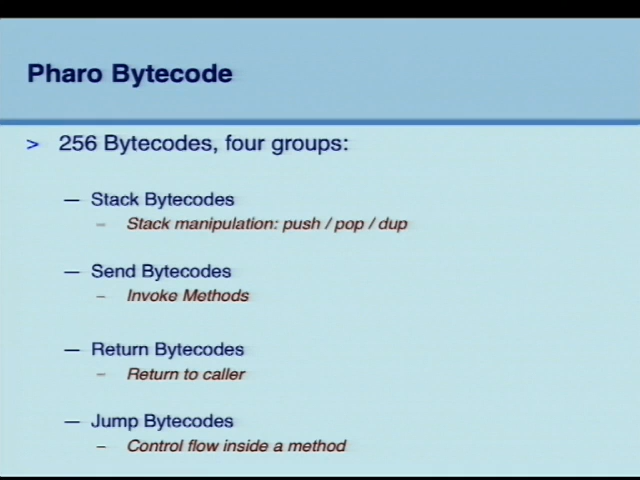 Pharo Bytecode
> 256 Bytecodes, four groups:
— Stack Bytecodes
– Stack manipulation: push / pop / dup
— Send Bytecodes
– Invoke Methods
— Return Bytecodes
– Return to caller
— Jump Bytecodes
– Control flow inside a method